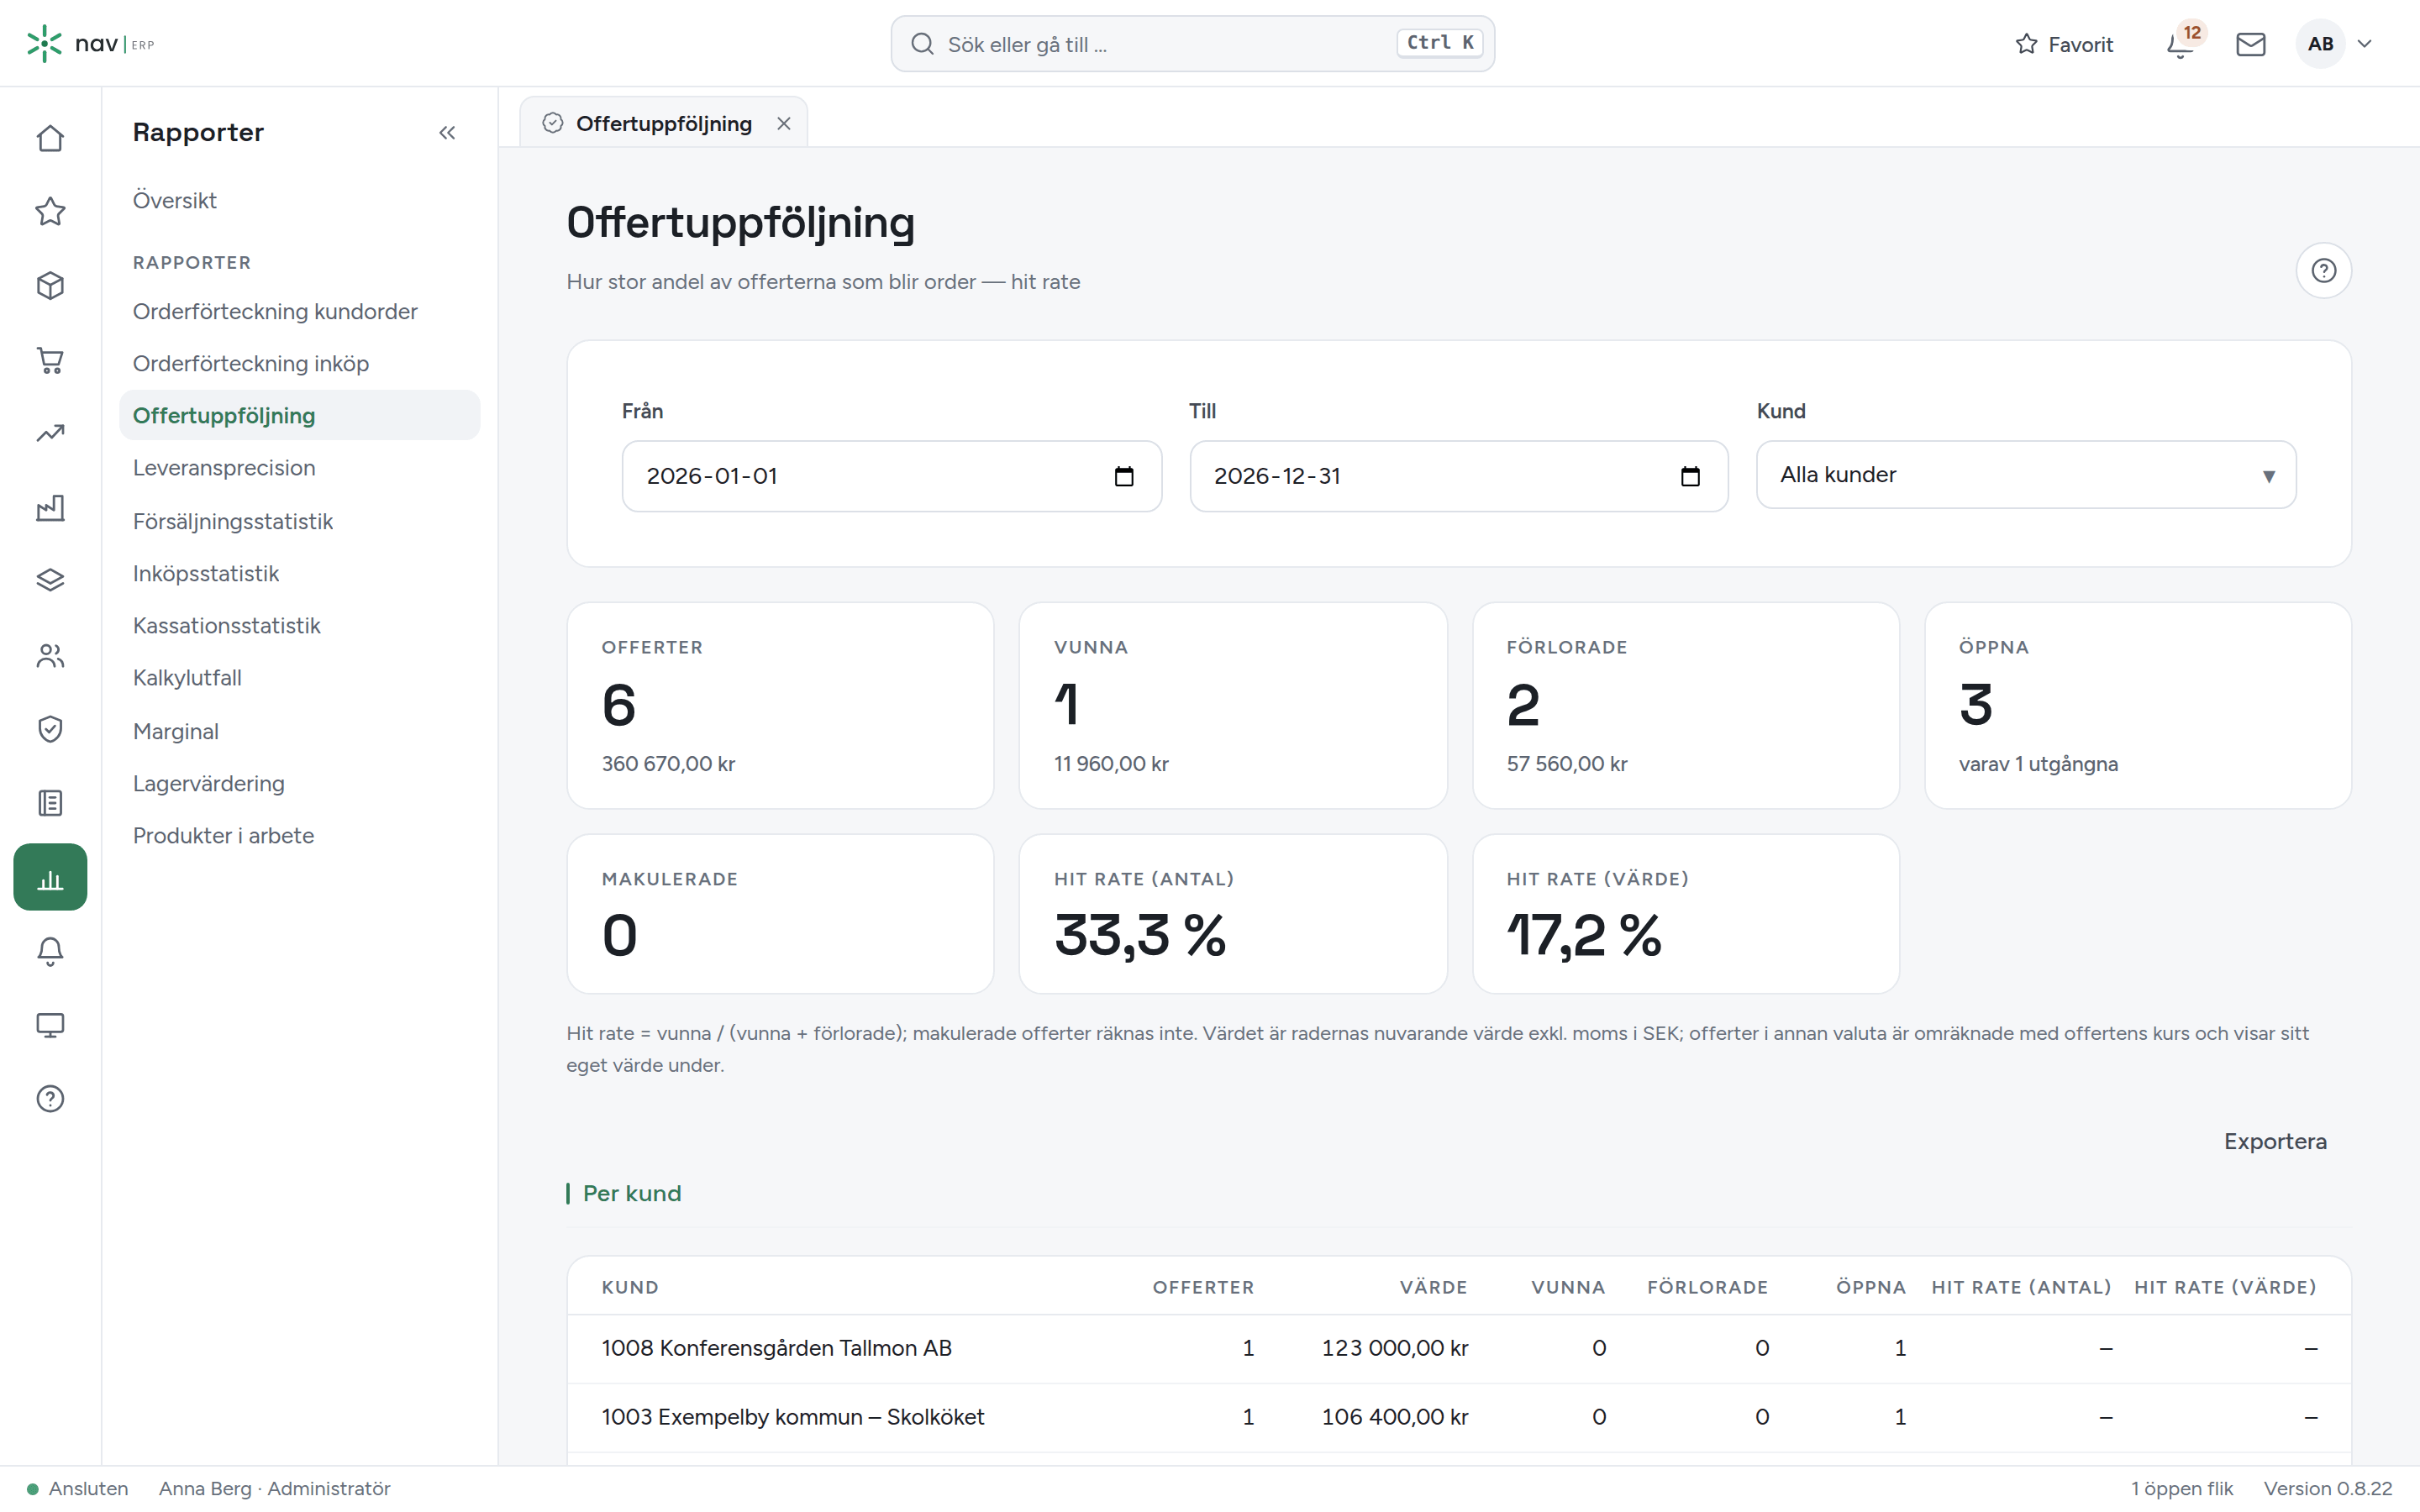 nav ERP
Sök eller gå till ...
Ctrl K
Favorit
12
AB
Rapporter
Översikt
RAPPORTER
Orderförteckning kundorder
Orderförteckning inköp
Offertuppföljning
Leveransprecision
Försäljningsstatistik
Inköpsstatistik
Kassationsstatistik
Kalkylutfall
Marginal
Lagervärdering
Produkter i arbete
Offertuppföljning
Offertuppföljning
Hur stor andel av offerterna som blir order — hit rate
Från
Till
Kund
2026-01-01
2026-12-31
Alla kunder
OFFERTER
6
360 670,00 kr
VUNNA
1
11 960,00 kr
FÖRLORADE
2
57 560,00 kr
ÖPPNA
3
varav 1 utgångna
MAKULERADE
0
HIT RATE (ANTAL)
33,3 %
HIT RATE (VÄRDE)
17,2 %
Hit rate = vunna / (vunna + förlorade); makulerade offerter räknas inte. Värdet är radernas nuvarande värde exkl. moms i SEK; offerter i annan valuta är omräknade med offertens kurs och visar sitt
eget värde under.
Exportera
Per kund
KUND OFFERTER VÄRDE VUNNA FÖRLORADE ÖPPNA HIT RATE (ANTAL) HIT RATE (VÄRDE)
1008 Konferensgården Tallmon AB 1 123 000,00 kr 0 0 1 – –
1003 Exempelby kommun – Skolköket 1 106 400,00 kr 0 0 1 – –
Ansluten Anna Berg · Administratör
1 öppen flik Version 0.8.22